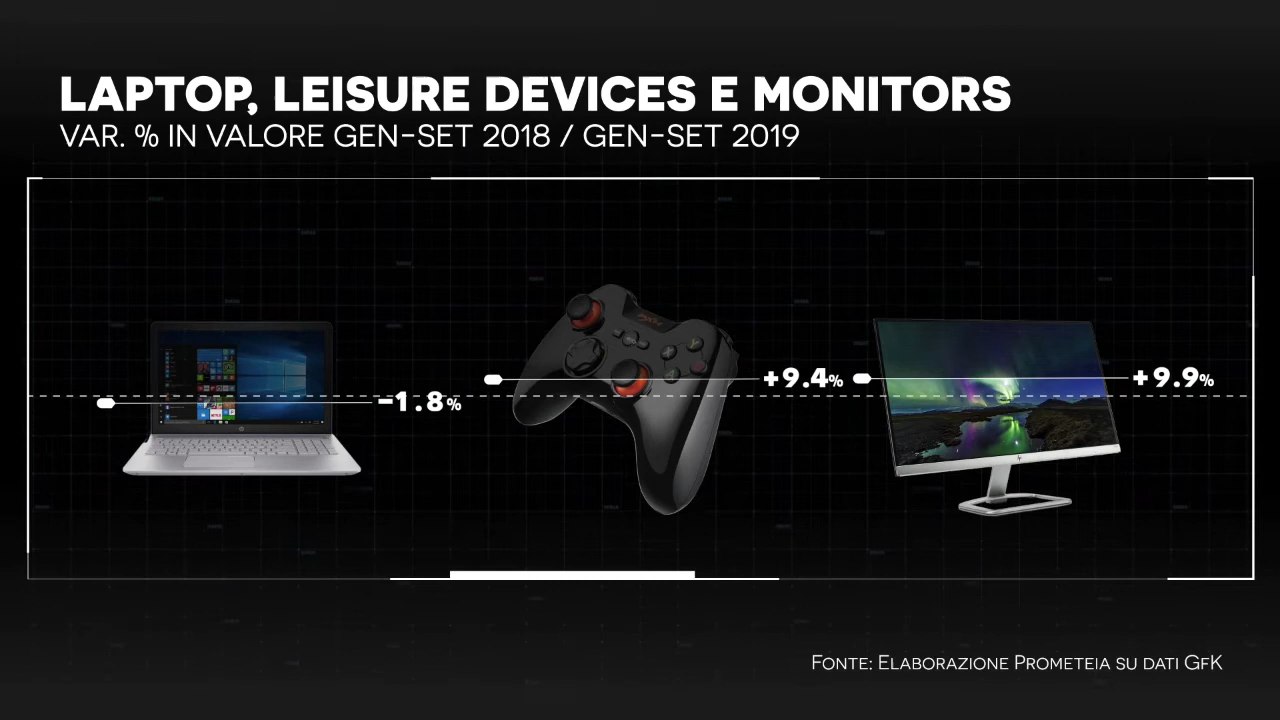 LAPTOP, LEISURE DEVICES E MONITORS
VAR. % IN VALORE GEN-SET 2018 / GEN-SET 2019
-1.8%
+9.4%
+9.9%
FONTE: ELABORAZIONE PROMETEIA SU DATI GFK